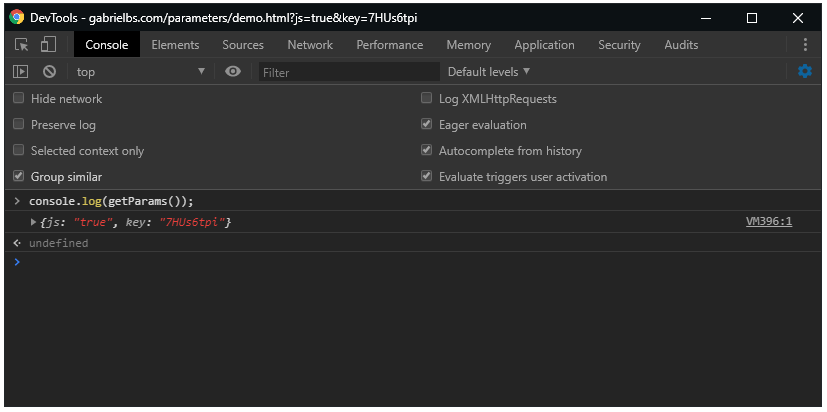 DevTools - gabrielbs.com/parameters/demo.html?js=true&key=7HUs6tpi
Console Elements Sources Network Performance Memory Application Security Audits
top Filter Default levels
Hide network Log XMLHttpRequests
Preserve log Eager evaluation
Selected context only Autocomplete from history
Group similar Evaluate triggers user activation
console.log(getParams());
{js: "true", key: "7HUs6tpi"} VM396:1
undefined